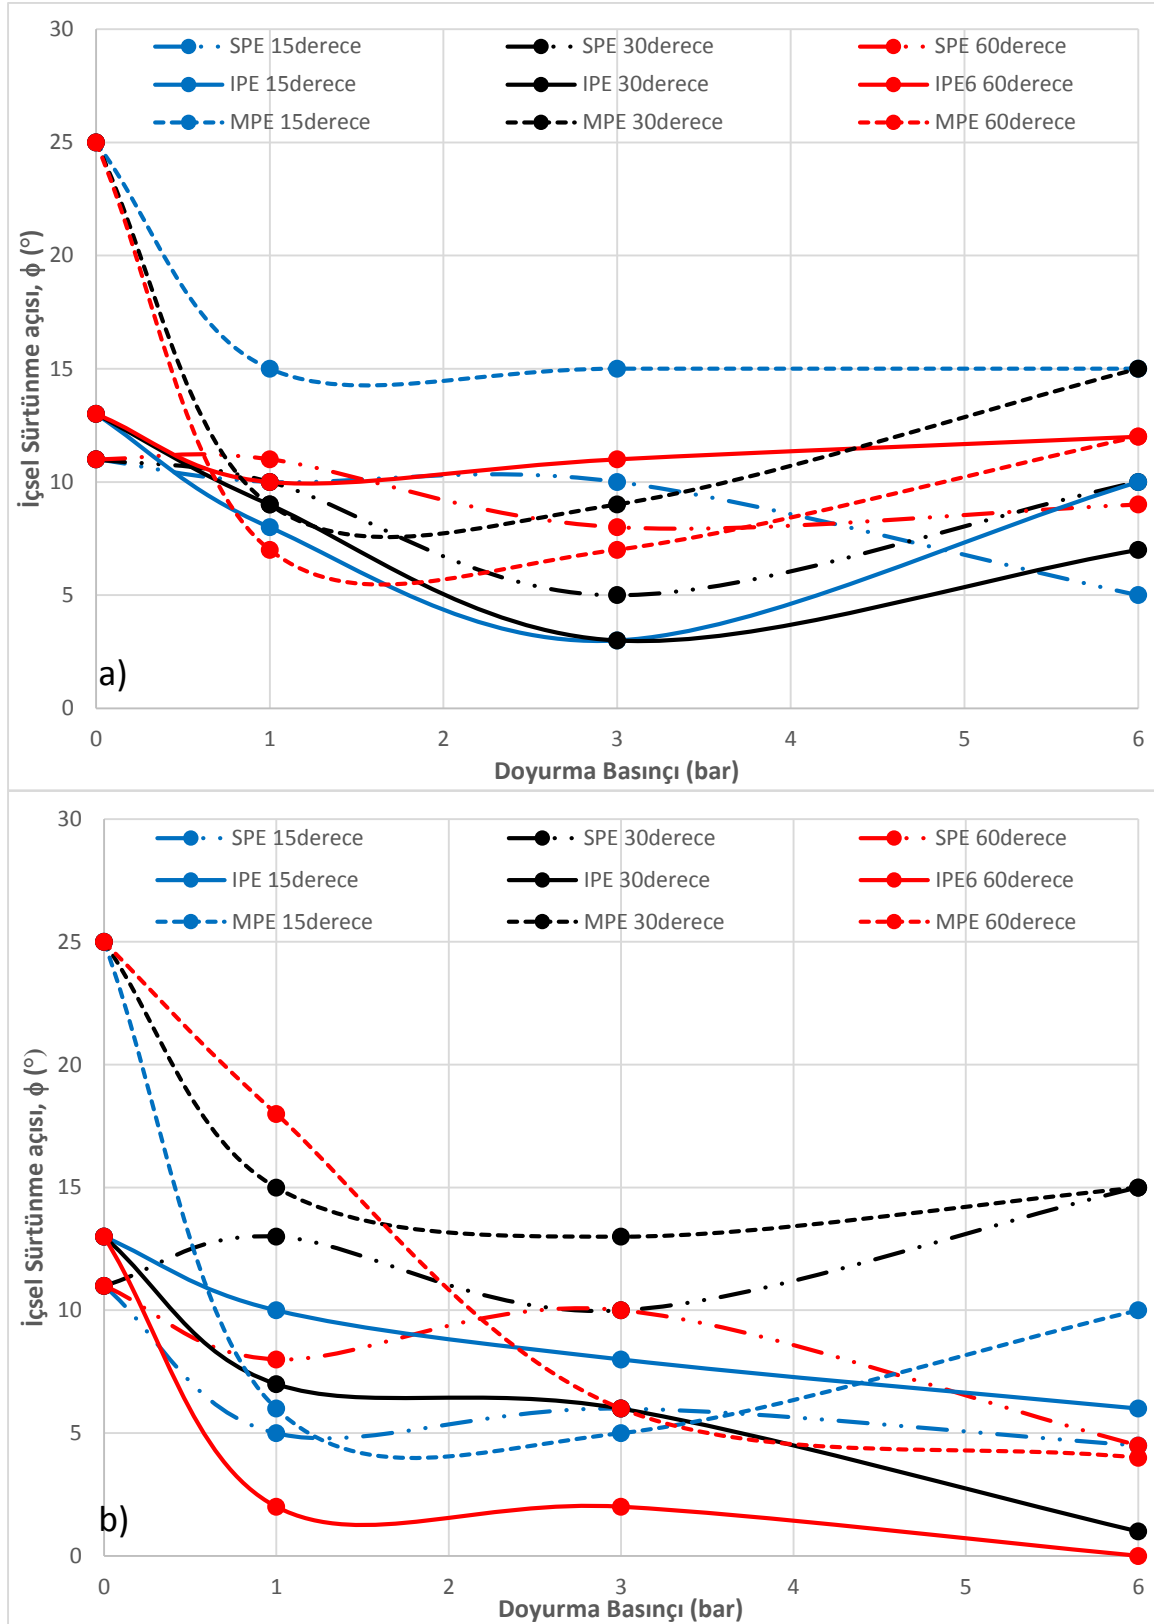 30
SPE 15derece SPE 30derece SPE 60derece
IPE 15derece IPE 30derece IPE6 60derece
MPE 15derece MPE 30derece MPE 60derece
25
20
15
10
5
0
İçsel Sürtünme açısı, ϕ (°)
a)
0 1 2 3 4 5 6
Doyurma Basınçı (bar)
30
SPE 15derece SPE 30derece SPE 60derece
IPE 15derece IPE 30derece IPE6 60derece
MPE 15derece MPE 30derece MPE 60derece
25
20
15
10
5
0
İçsel Sürtünme açısı, ϕ (°)
b)
0 1 2 3 4 5 6
Doyurma Basınçı (bar)